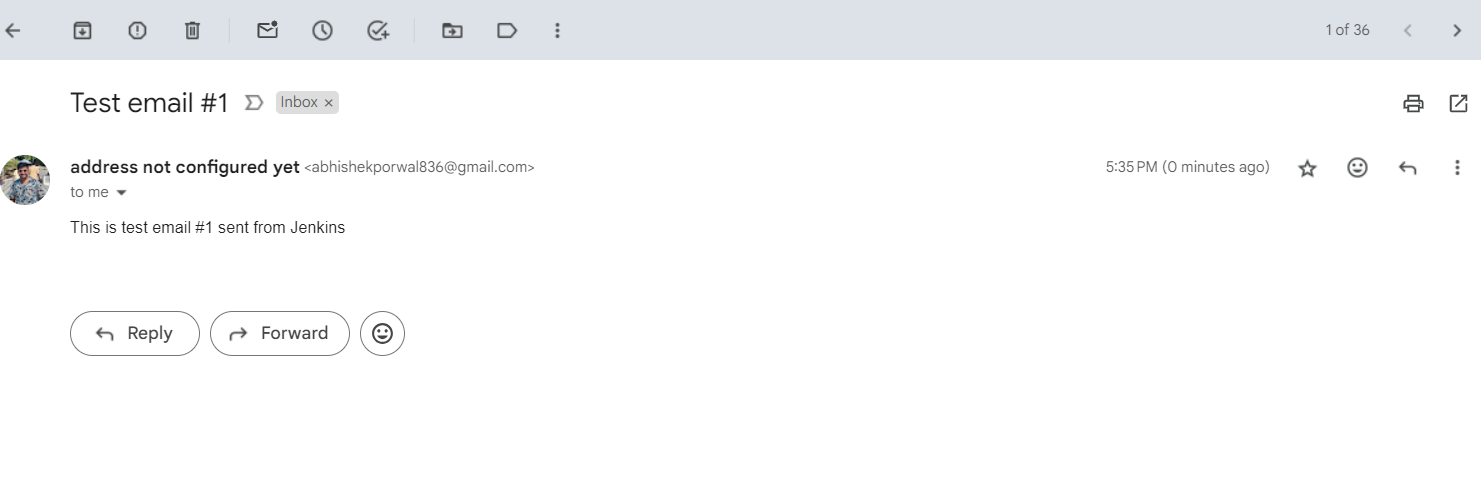 1 of 36
Test email #1 Inbox ×
address not configured yet <abhishekporwal836@gmail.com> 5:35 PM (0 minutes ago)
to me
This is test email #1 sent from Jenkins
Reply Forward